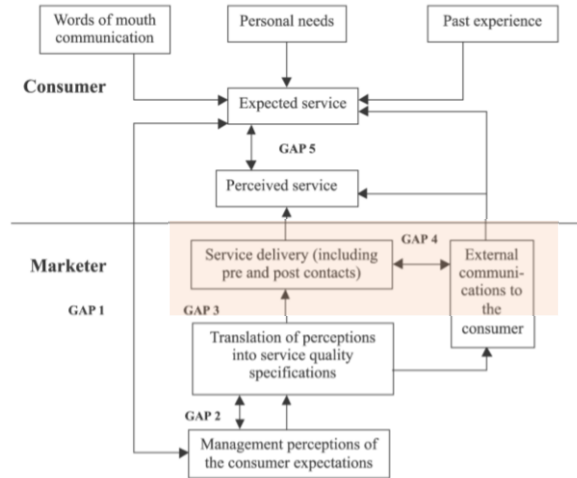 Words of mouth
communication
Personal needs
Past experience
Consumer
Expected service
GAP 5
Perceived service
GAP 4
Marketer
Service delivery (including
pre and post contacts)
External
communi-
cations to
the
consumer
GAP 1
GAP 3
Translation of perceptions
into service quality
specifications
GAP 2
Management perceptions of
the consumer expectations